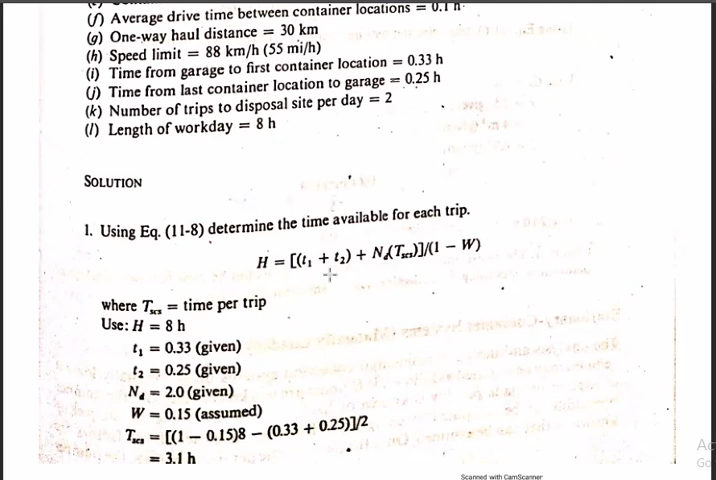 (f) Average drive time between container locations = 0.1 h
(g) One-way haul distance = 30 km
(h) Speed limit = 88 km/h (55 mi/h)
(i) Time from garage to first container location = 0.33 h
(j) Time from last container location to garage = 0.25 h
(k) Number of trips to disposal site per day = 2
(l) Length of workday = 8 h
SOLUTION
1. Using Eq. (11-8) determine the time available for each trip.
H = [(t₁ + t₂) + N_d(T_scs)]/(1 − W)
where T_scs = time per trip
Use: H = 8 h
t₁ = 0.33 (given)
t₂ = 0.25 (given)
N_d = 2.0 (given)
W = 0.15 (assumed)
T_scs = [(1 − 0.15)8 − (0.33 + 0.25)]/2
= 3.1 h
Scanned with CamScanner